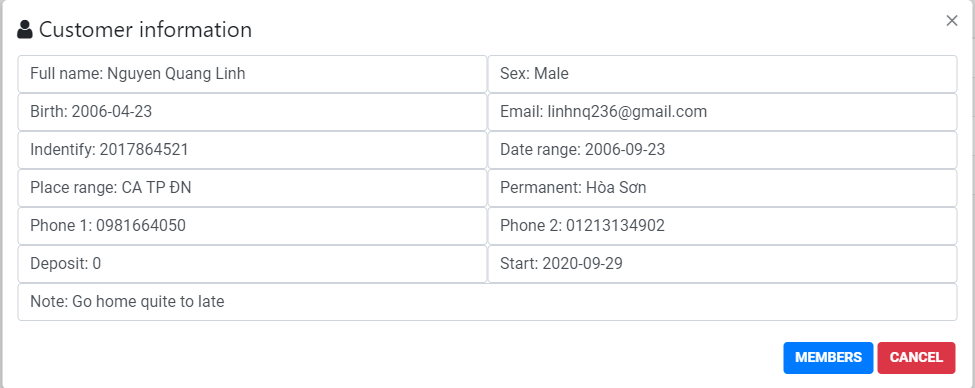 Customer information
×
Full name: Nguyen Quang Linh
Sex: Male
Birth: 2006-04-23
Email: linhnq236@gmail.com
Indentify: 2017864521
Date range: 2006-09-23
Place range: CA TP ĐN
Permanent: Hòa Sơn
Phone 1: 0981664050
Phone 2: 01213134902
Deposit: 0
Start: 2020-09-29
Note: Go home quite to late
MEMBERS
CANCEL